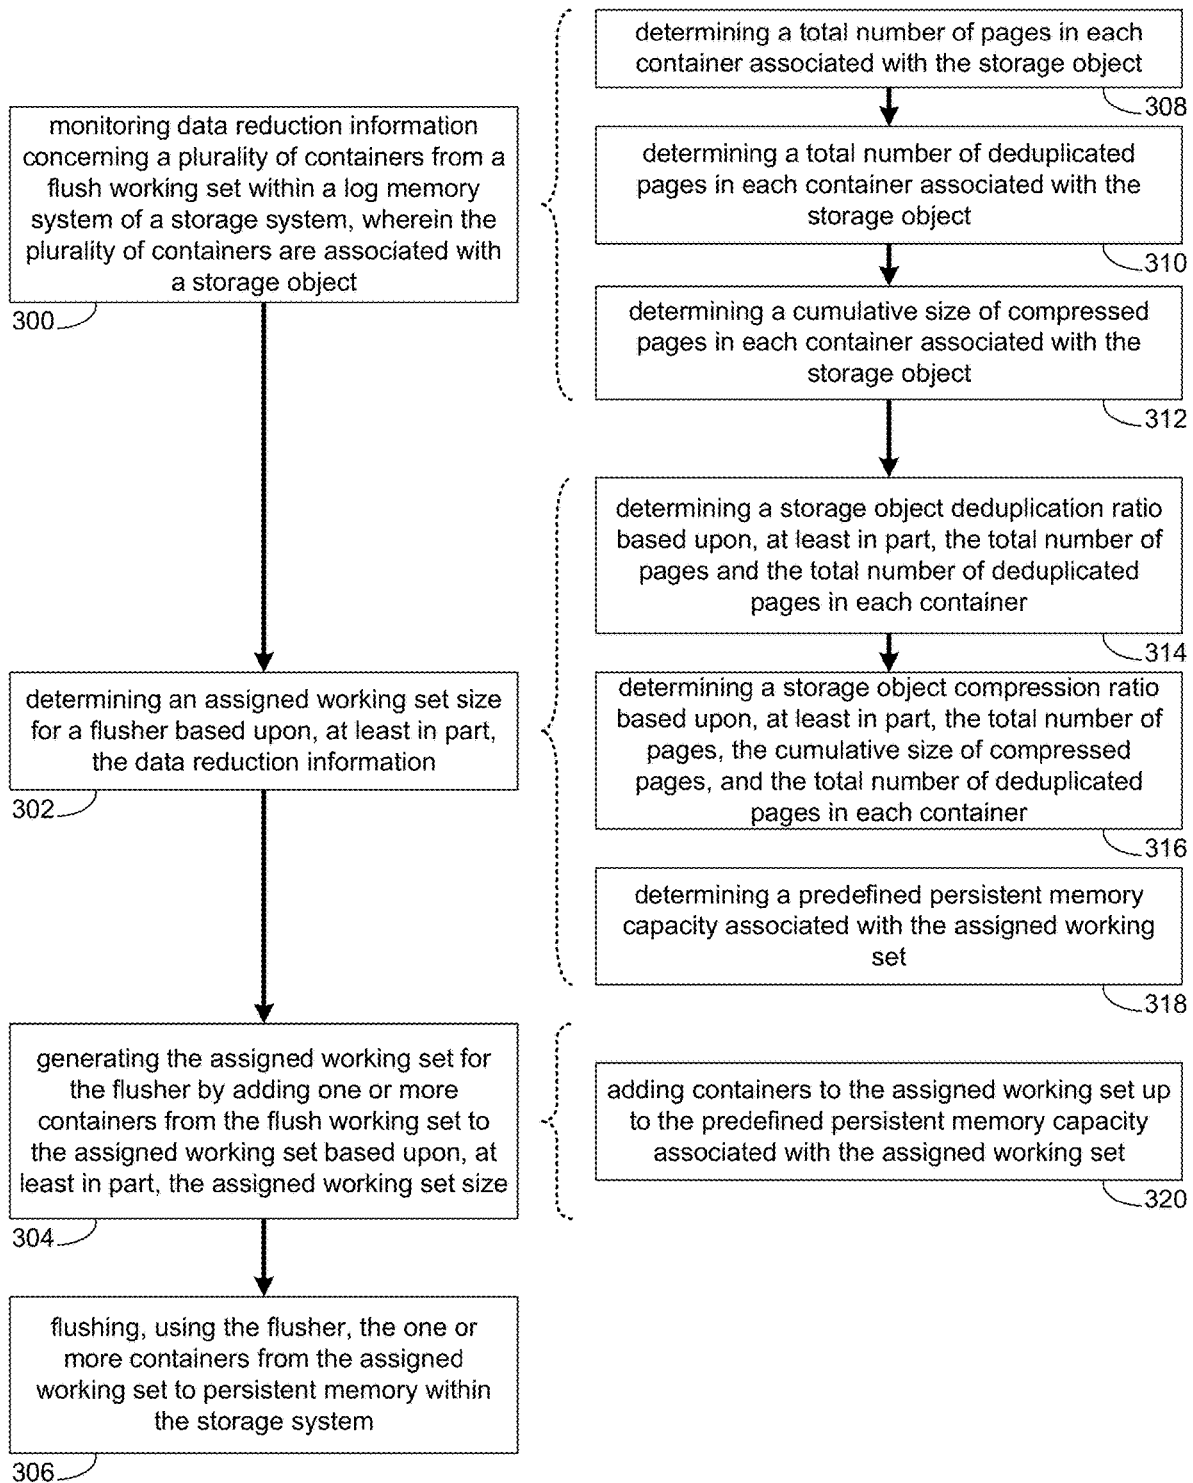 monitoring data reduction information
concerning a plurality of containers from a
flush working set within a log memory
system of a storage system, wherein the
plurality of containers are associated with
a storage object
300
determining a total number of pages in each
container associated with the storage object
308
determining a total number of deduplicated
pages in each container associated with the
storage object
310
determining a cumulative size of compressed
pages in each container associated with the
storage object
312
determining an assigned working set size
for a flusher based upon, at least in part,
the data reduction information
302
determining a storage object deduplication ratio
based upon, at least in part, the total number of
pages and the total number of deduplicated
pages in each container
314
determining a storage object compression ratio
based upon, at least in part, the total number of
pages, the cumulative size of compressed
pages, and the total number of deduplicated
pages in each container
316
determining a predefined persistent memory
capacity associated with the assigned working
set
318
generating the assigned working set for
the flusher by adding one or more
containers from the flush working set to
the assigned working set based upon, at
least in part, the assigned working set size
304
adding containers to the assigned working set up
to the predefined persistent memory capacity
associated with the assigned working set
320
flushing, using the flusher, the one or
more containers from the assigned
working set to persistent memory within
the storage system
306